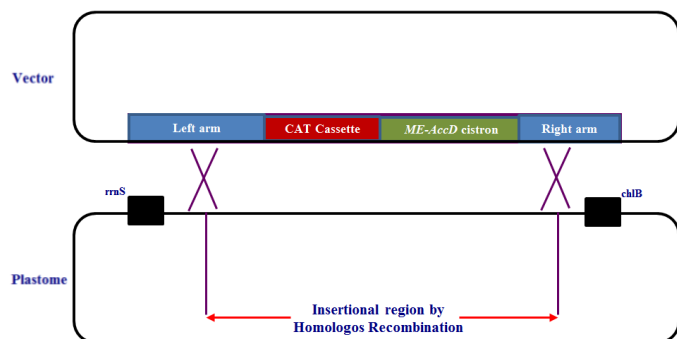 Vector
Left arm
CAT Cassette
ME-AccD cistron
Right arm
rrnS
chlB
Plastome
Insertional region by
Homologos Recombination